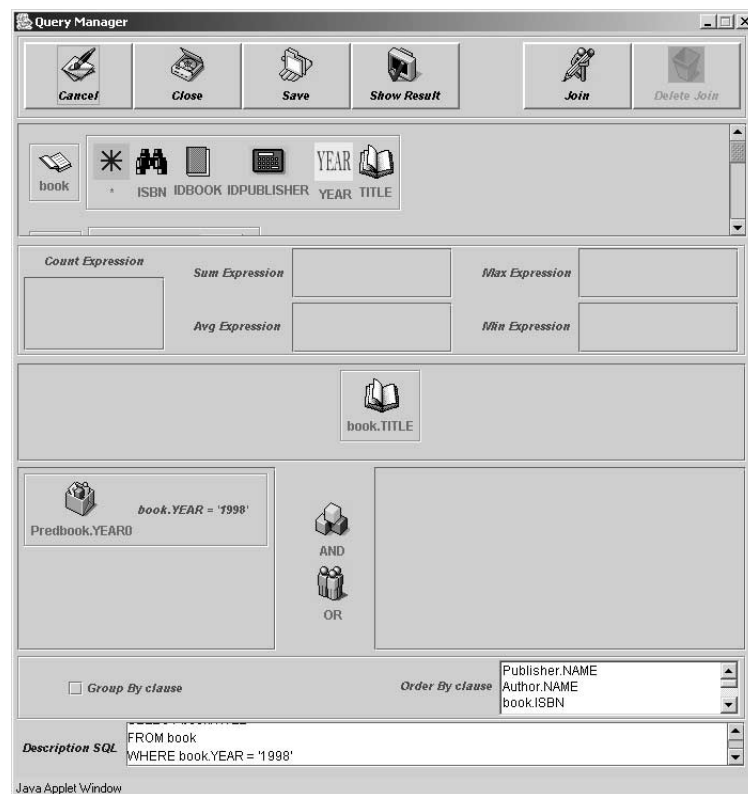 Query Manager
Cancel
Close
Save
Show Result
Join
Delete Join
book
*
ISBN
IDBOOK
IDPUBLISHER
YEAR
YEAR
TITLE
Count Expression
Sum Expression
Max Expression
Avg Expression
Min Expression
book.TITLE
Predbook.YEAR0
book.YEAR = '1998'
AND
OR
Group By clause
Order By clause
Publisher.NAME
Author.NAME
book.ISBN
Description SQL
FROM book
WHERE book.YEAR = '1998'
Java Applet Window